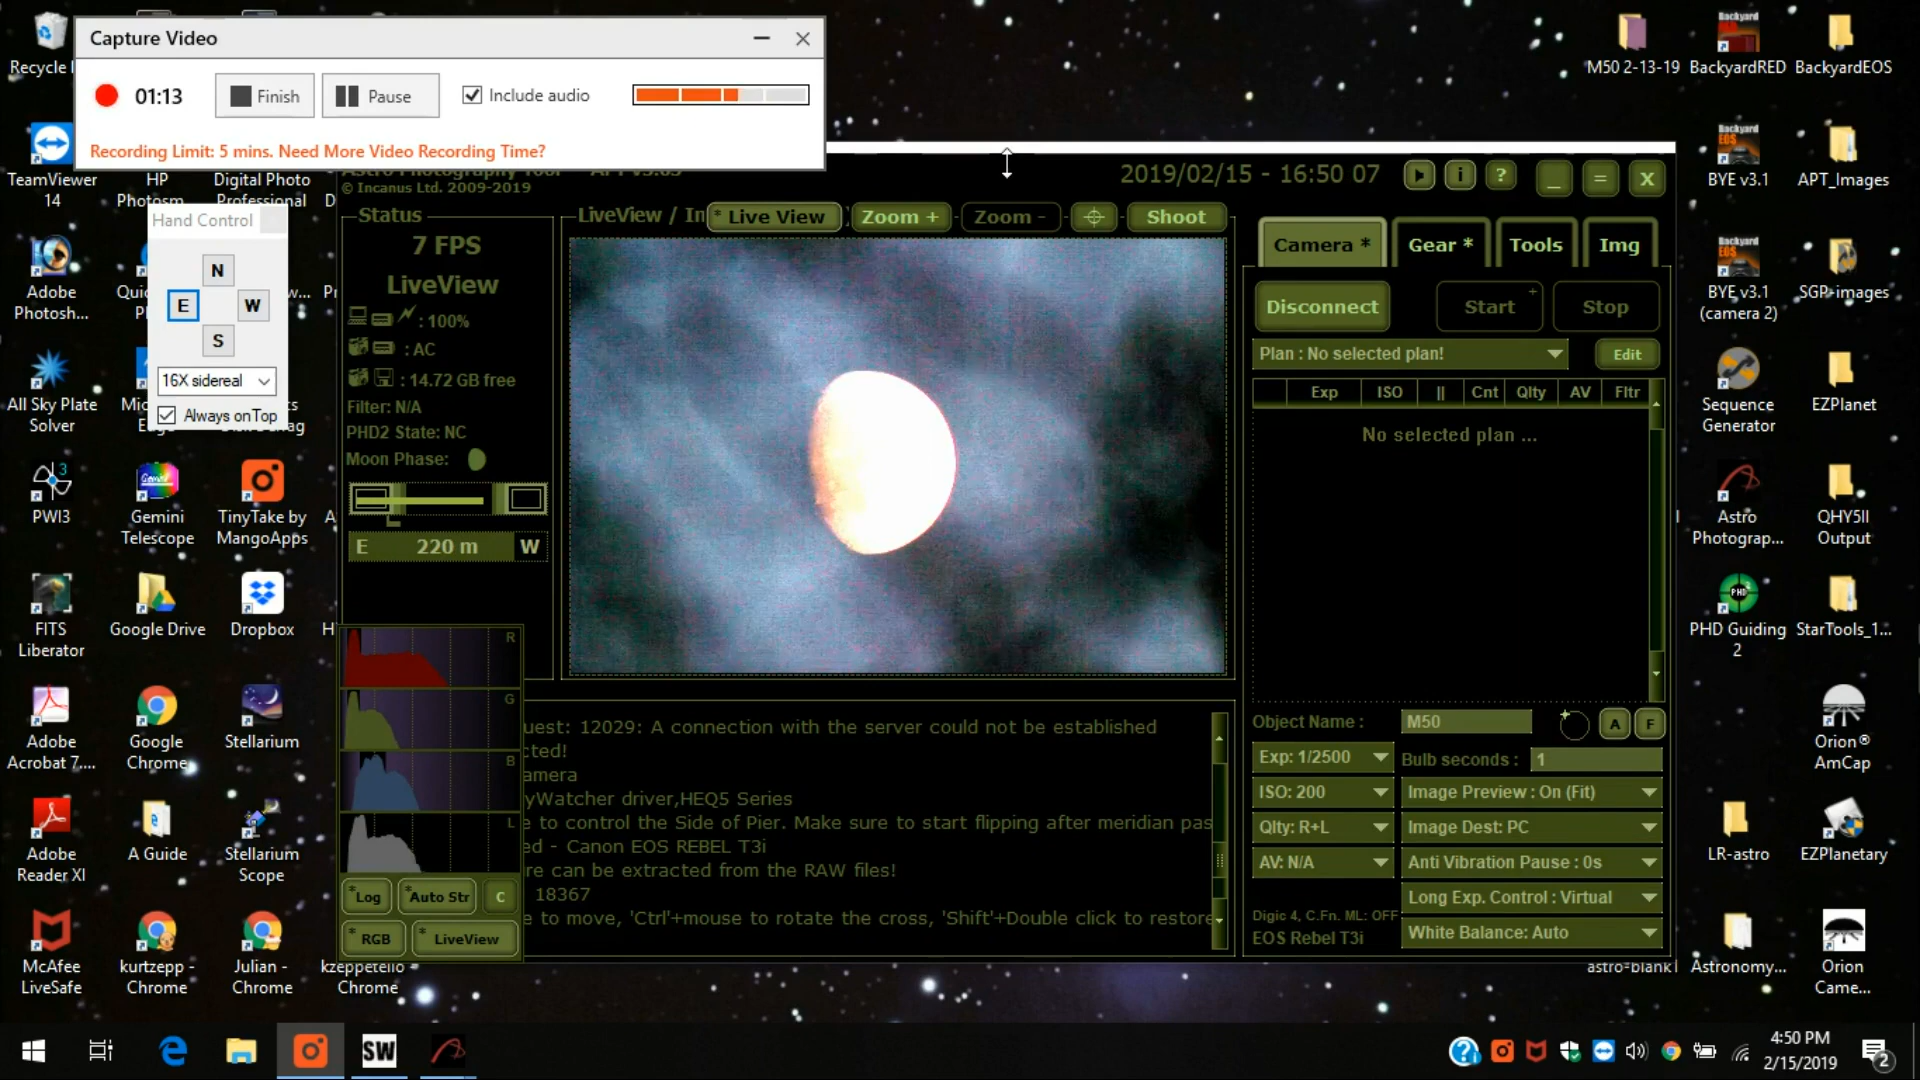 Capture Video
01:13
Finish
Pause
Include audio
Recording Limit: 5 mins. Need More Video Recording Time?
Recycle
TeamViewer
14
HP
Photosm...
Digital Photo
Professional
Hand Control
N
E
W
S
16X sidereal
Always on Top
Adobe
Photosh...
All Sky Plate
Solver
PWI3
Gemini
Telescope
TinyTake by
MangoApps
FITS
Liberator
Google Drive
Dropbox
Adobe
Acrobat 7....
Google
Chrome
Stellarium
Adobe
Reader XI
A Guide
Stellarium
Scope
McAfee
LiveSafe
kurtzepp -
Chrome
Julian -
Chrome
kzeppetello -
Chrome
© Incanus Ltd. 2009-2019
2019/02/15 - 16:50 07
i
?
_
=
X
Status
7 FPS
LiveView
: 100%
: AC
: 14.72 GB free
Filter: N/A
PHD2 State: NC
Moon Phase:
E 220 m W
LiveView / Im
* Live View
Zoom +
Zoom -
Shoot
R
G
B
L
*Log
*Auto Str
C
* RGB
* LiveView
uest: 12029: A connection with the server could not be established
cted!
amera
yWatcher driver,HEQ5 Series
e to control the Side of Pier. Make sure to start flipping after meridian pas
ed - Canon EOS REBEL T3i
re can be extracted from the RAW files!
18367
e to move, 'Ctrl'+mouse to rotate the cross, 'Shift'+Double click to restore
Camera *
Gear *
Tools
Img
Disconnect
Start +
Stop
Plan : No selected plan!
Edit
Exp ISO || Cnt Qlty AV Fltr
No selected plan ...
Object Name : M50
A
F
Exp: 1/2500
Bulb seconds : 1
ISO: 200
Image Preview : On (Fit)
Qlty: R+L
Image Dest: PC
AV: N/A
Anti Vibration Pause : 0s
Long Exp. Control : Virtual
Digic 4, C.Fn. ML: OFF
EOS Rebel T3i
White Balance: Auto
M50 2-13-19
BackyardRED
BackyardEOS
BYE v3.1
APT_Images
BYE v3.1
(camera 2)
SGP-images
Sequence
Generator
EZPlanet
Astro
Photograp...
QHY5II
Output
PHD Guiding
2
StarTools_1...
Orion®
AmCap
LR-astro
EZPlanetary
astro-blank1
Astronomy...
Orion
Came...
SW
4:50 PM
2/15/2019
2